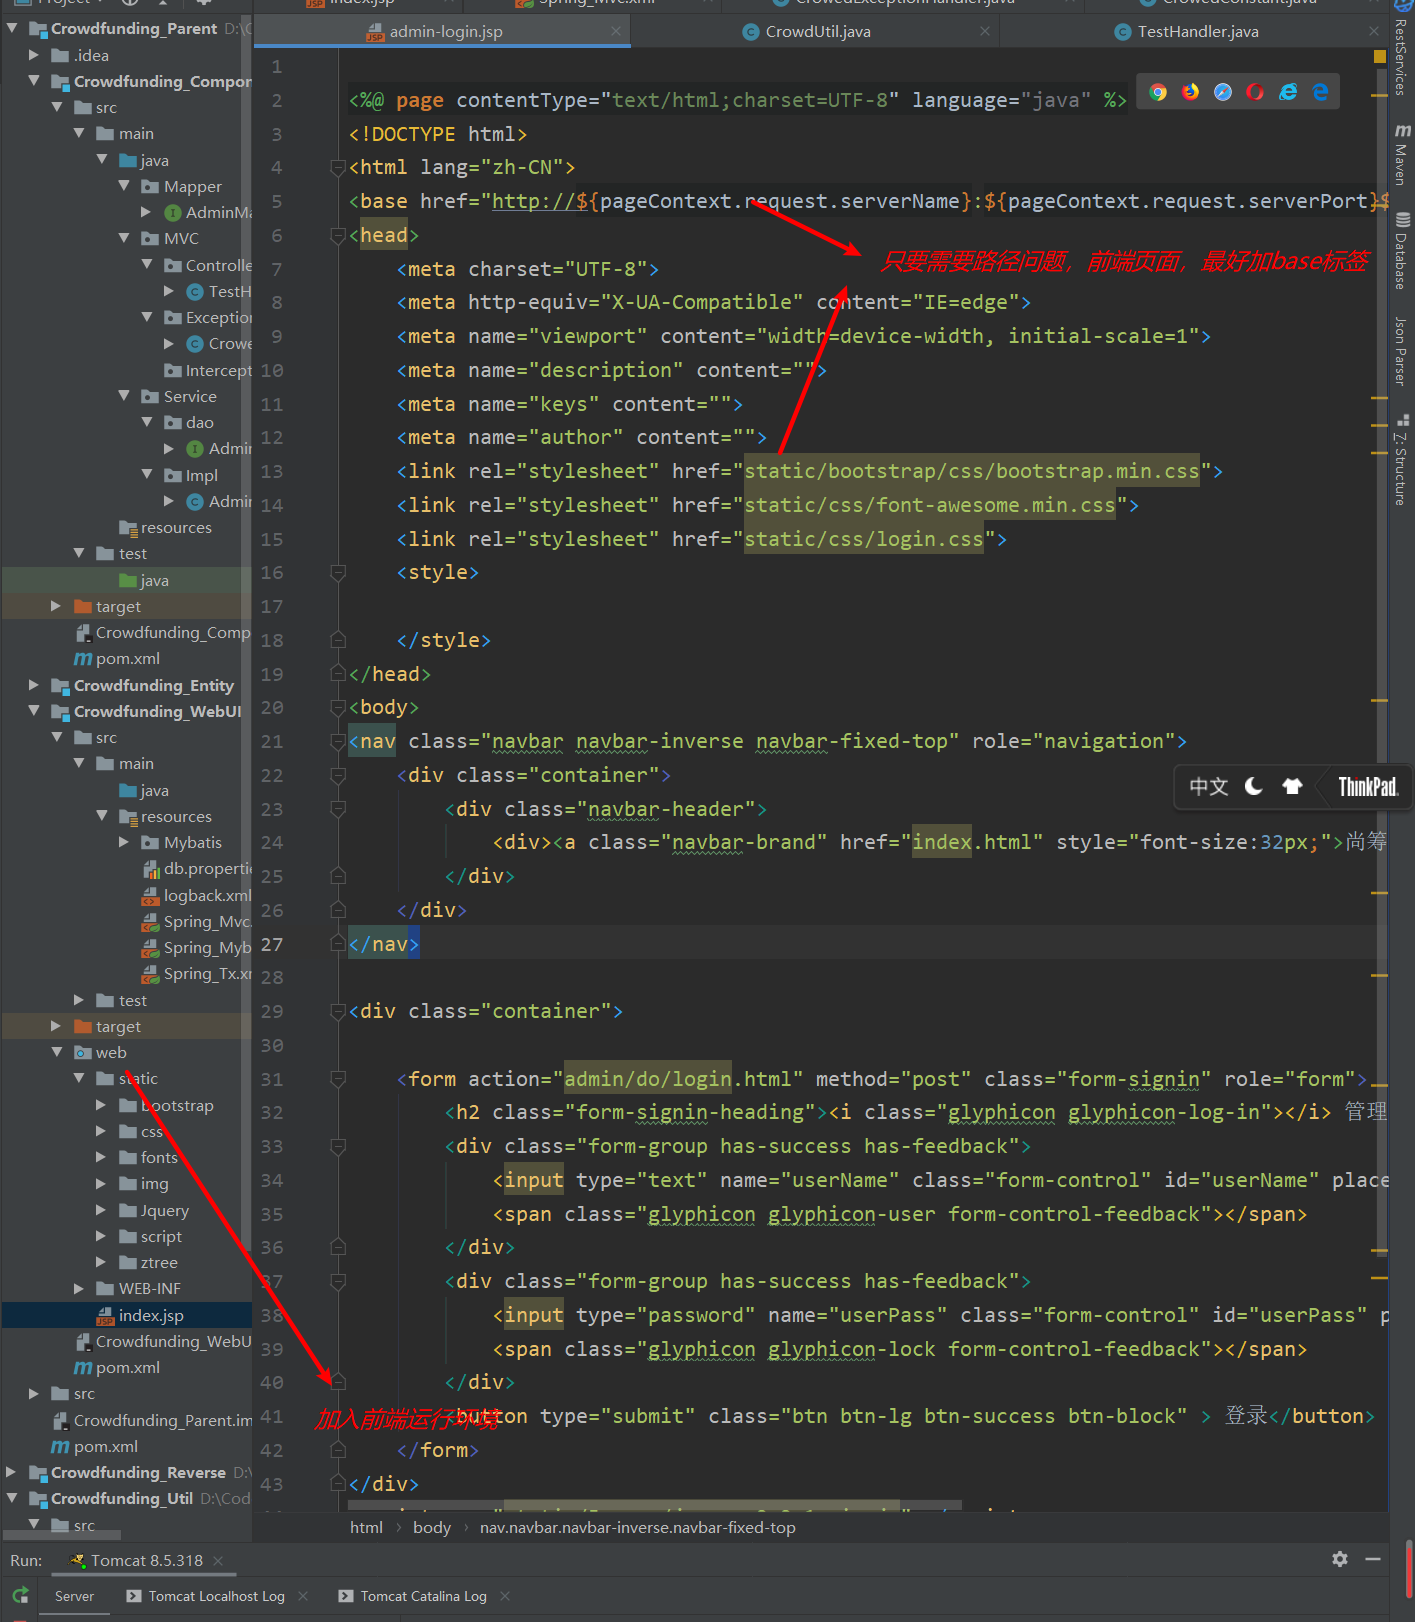 Project
index.jsp
Spring_Mvc.xml
CrowedExceptionHandler.java
CrowedConstant.java
admin-login.jsp
CrowdUtil.java
TestHandler.java
Crowdfunding_Parent D:\C
.idea
Crowdfunding_Compon
src
main
java
Mapper
AdminMa
MVC
Controlle
TestH
Exception
Crowe
Intercept
Service
dao
Admin
Impl
Admin
resources
test
java
target
Crowdfunding_Comp
pom.xml
Crowdfunding_Entity
Crowdfunding_WebUI
src
main
java
resources
Mybatis
db.properti
logback.xml
Spring_Mvc.
Spring_Myb
Spring_Tx.xm
test
target
web
static
bootstrap
css
fonts
img
Jquery
script
ztree
WEB-INF
index.jsp
Crowdfunding_WebU
pom.xml
src
Crowdfunding_Parent.im
pom.xml
Crowdfunding_Reverse D:\
Crowdfunding_Util D:\Cod
src
1
2 <%@ page contentType="text/html;charset=UTF-8" language="java" %>
3 <!DOCTYPE html>
4 <html lang="zh-CN">
5 <base href="http://${pageContext.request.serverName}:${pageContext.request.serverPort}$
6 <head>
只要需要路径问题，前端页面，最好加base标签
7 <meta charset="UTF-8">
8 <meta http-equiv="X-UA-Compatible" content="IE=edge">
9 <meta name="viewport" content="width=device-width, initial-scale=1">
10 <meta name="description" content="">
11 <meta name="keys" content="">
12 <meta name="author" content="">
13 <link rel="stylesheet" href="static/bootstrap/css/bootstrap.min.css">
14 <link rel="stylesheet" href="static/css/font-awesome.min.css">
15 <link rel="stylesheet" href="static/css/login.css">
16 <style>
17
18 </style>
19 </head>
20 <body>
21 <nav class="navbar navbar-inverse navbar-fixed-top" role="navigation">
22 <div class="container">
23 <div class="navbar-header">
24 <div><a class="navbar-brand" href="index.html" style="font-size:32px;">尚筹
25 </div>
26 </div>
27 </nav>
28
29 <div class="container">
30
31 <form action="admin/do/login.html" method="post" class="form-signin" role="form">
32 <h2 class="form-signin-heading"><i class="glyphicon glyphicon-log-in"></i> 管理
33 <div class="form-group has-success has-feedback">
34 <input type="text" name="userName" class="form-control" id="userName" place
35 <span class="glyphicon glyphicon-user form-control-feedback"></span>
36 </div>
37 <div class="form-group has-success has-feedback">
38 <input type="password" name="userPass" class="form-control" id="userPass" p
39 <span class="glyphicon glyphicon-lock form-control-feedback"></span>
40 </div>
加入前端运行环境
41 <button type="submit" class="btn btn-lg btn-success btn-block" > 登录</button>
42 </form>
43 </div>
html › body › nav.navbar.navbar-inverse.navbar-fixed-top
中文 ThinkPad
RestServices
Maven
Database
Json Parser
Z: Structure
Run: Tomcat 8.5.318
Server Tomcat Localhost Log Tomcat Catalina Log